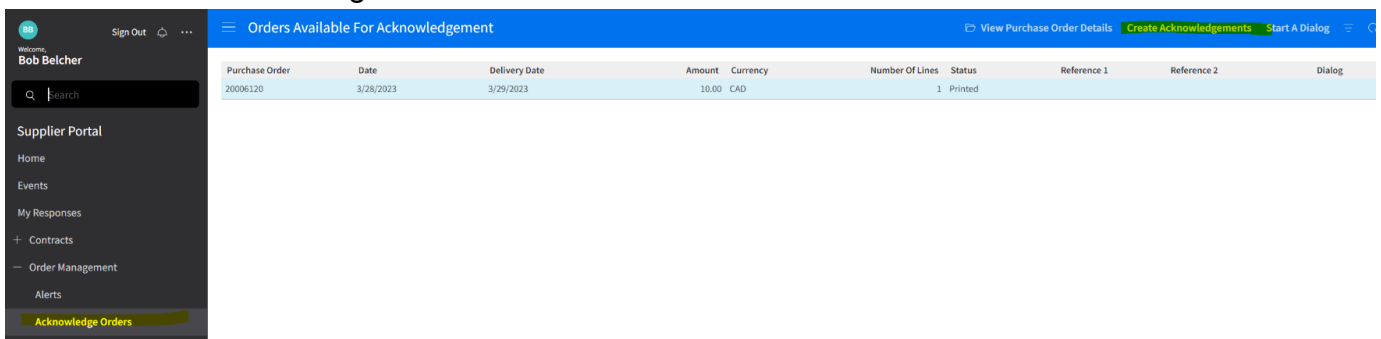 BB Sign Out ...
Welcome,
Bob Belcher
Search
Supplier Portal
Home
Events
My Responses
+ Contracts
− Order Management
Alerts
Acknowledge Orders
Orders Available For Acknowledgement View Purchase Order Details Create Acknowledgements Start A Dialog
Purchase Order Date Delivery Date Amount Currency Number Of Lines Status Reference 1 Reference 2 Dialog
20006120 3/28/2023 3/29/2023 10.00 CAD 1 Printed